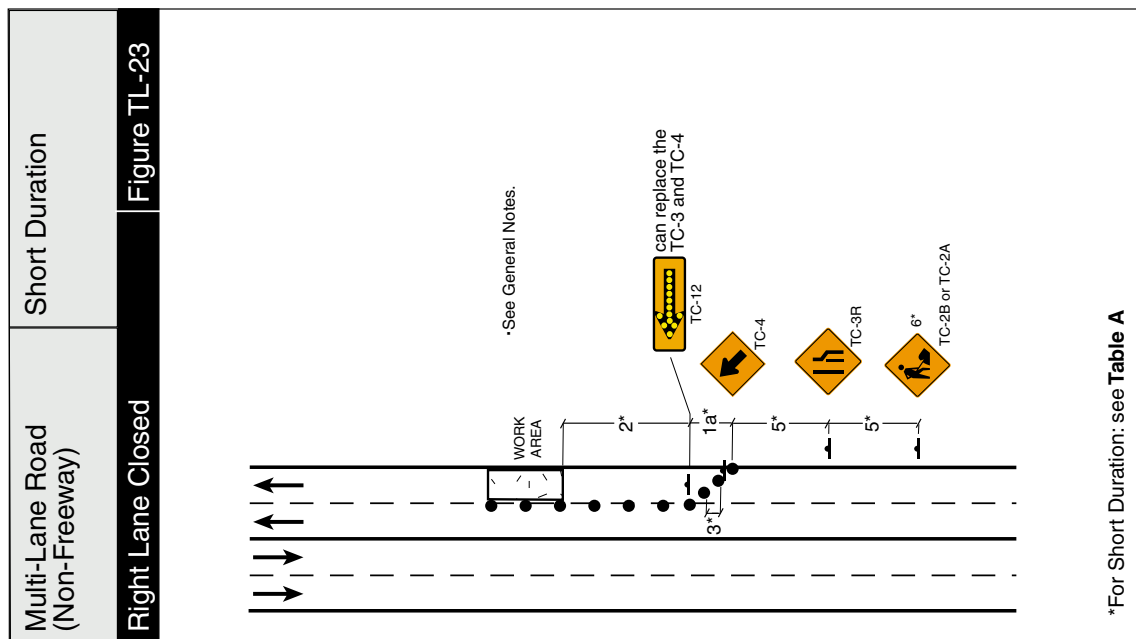 Multi-Lane Road
(Non-Freeway)
Short Duration
Right Lane Closed
Figure TL-23
•See General Notes.
can replace the
TC-3 and TC-4
TC-12
WORK
AREA
2*
1a*
TC-4
3*
5*
TC-3R
5*
6*
TC-2B or TC-2A
*For Short Duration: see Table A